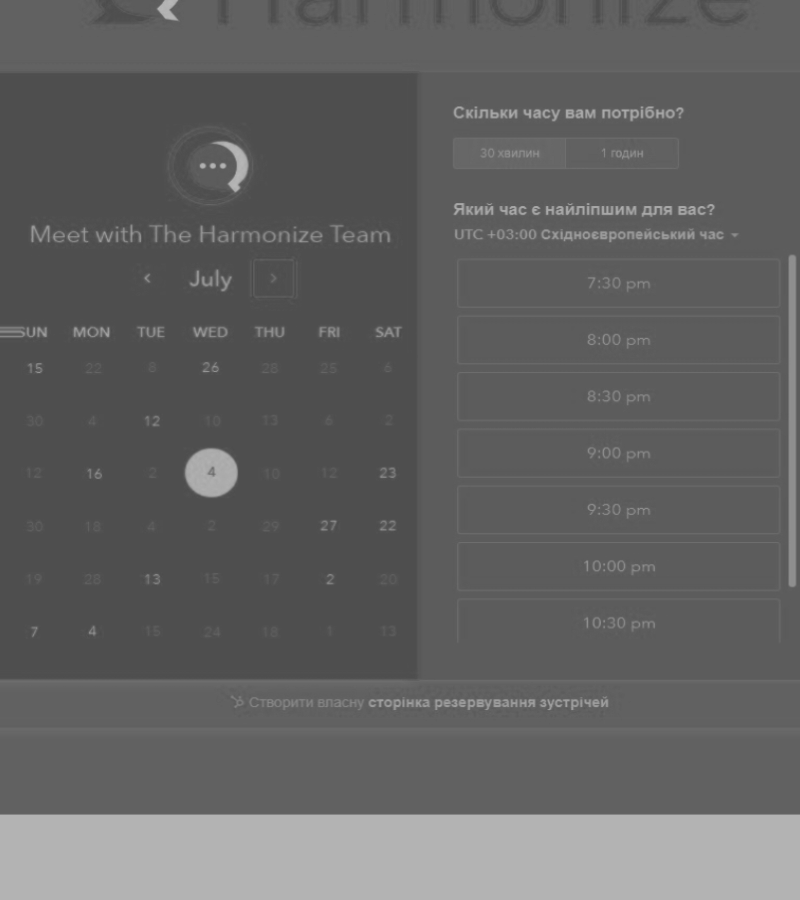 Harmonize
Meet with The Harmonize Team
July
SUN MON TUE WED THU FRI SAT
15 22 8 26 28 25 6
30 4 12 10 13 6 2
12 16 2 4 10 12 23
30 18 4 2 29 27 22
19 28 13 15 17 2 20
7 4 15 24 18 1 13
Скільки часу вам потрібно?
30 хвилин 1 годин
Який час є найліпшим для вас?
UTC +03:00 Східноєвропейський час
7:30 pm
8:00 pm
8:30 pm
9:00 pm
9:30 pm
10:00 pm
10:30 pm
Створити власну сторінка резервування зустрічей